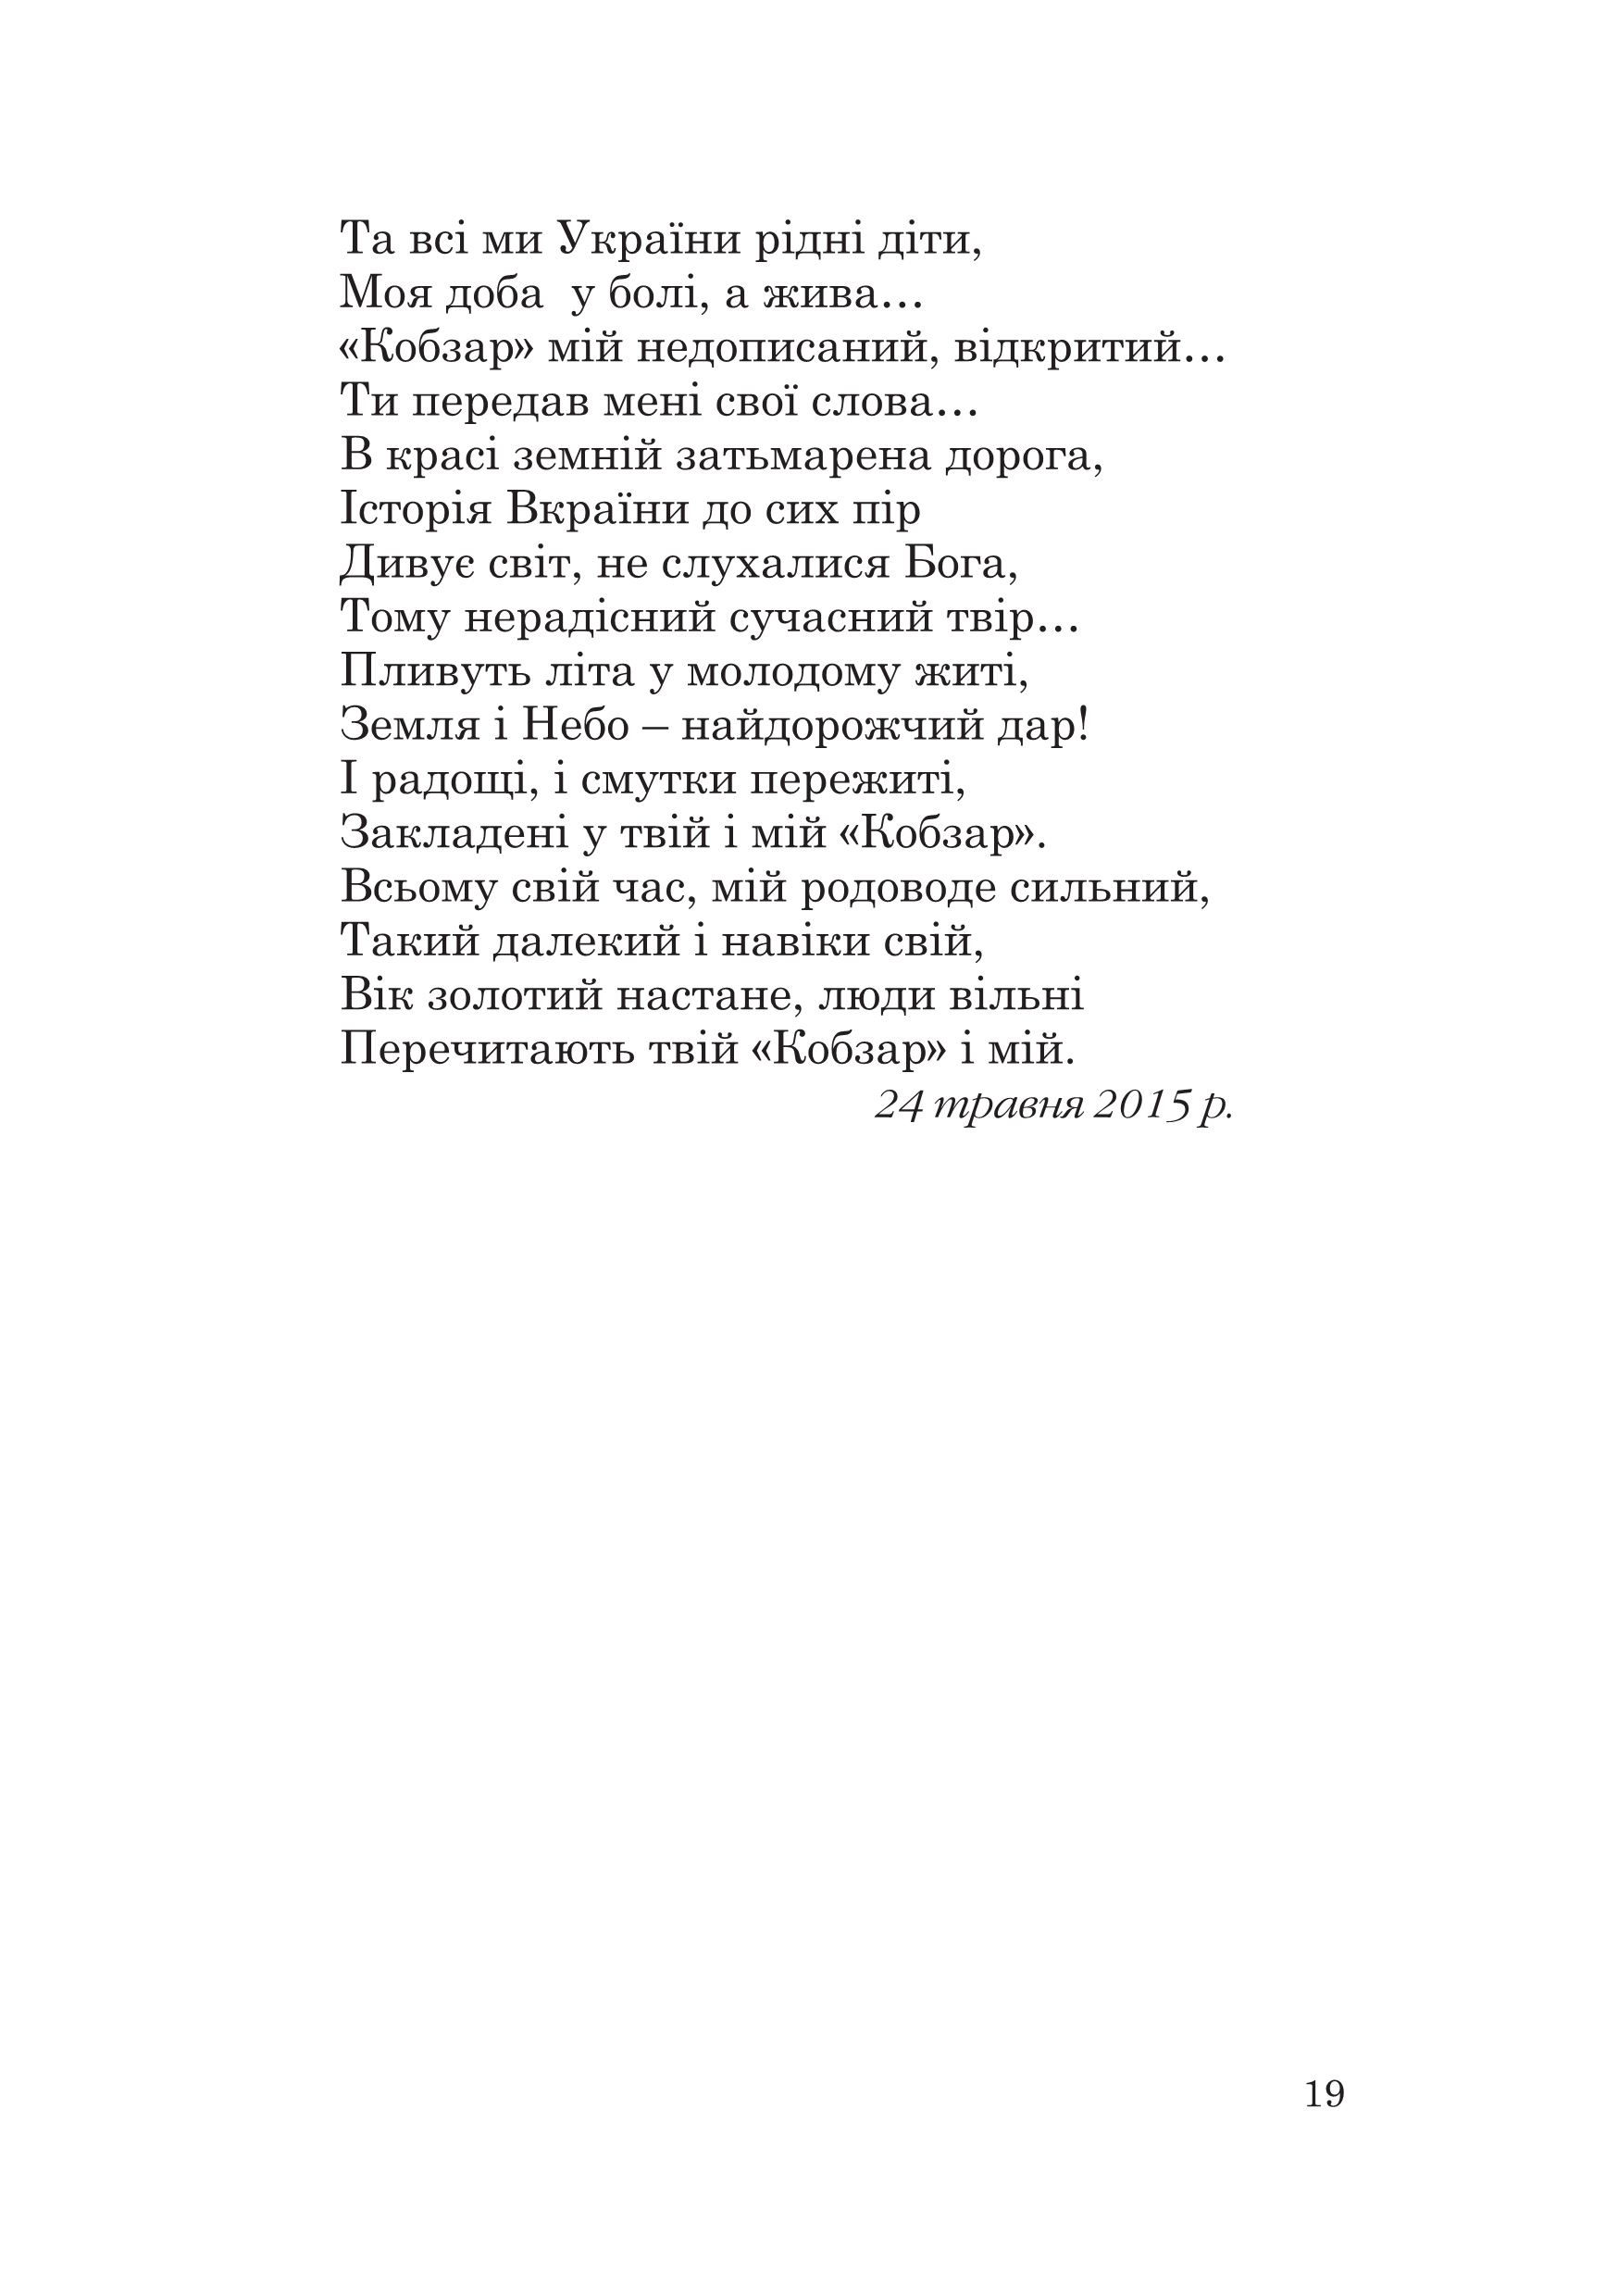 Та всі ми України рідні діти,
Моя доба  у болі, а жива…
«Кобзар» мій недописаний, відкритий…
Ти передав мені свої слова…
В красі земній затьмарена дорога,
Історія Вкраїни до сих пір
Дивує світ, не слухалися Бога,
Тому нерадісний сучасний твір…
Пливуть літа у молодому житі,
Земля і Небо – найдорожчий дар!
І радощі, і смутки пережиті,
Закладені у твій і мій «Кобзар».
Всьому свій час, мій родоводе сильний,
Такий далекий і навіки свій,
Вік золотий настане, люди вільні
Перечитають твій «Кобзар» і мій.
24 травня 2015 р.
19